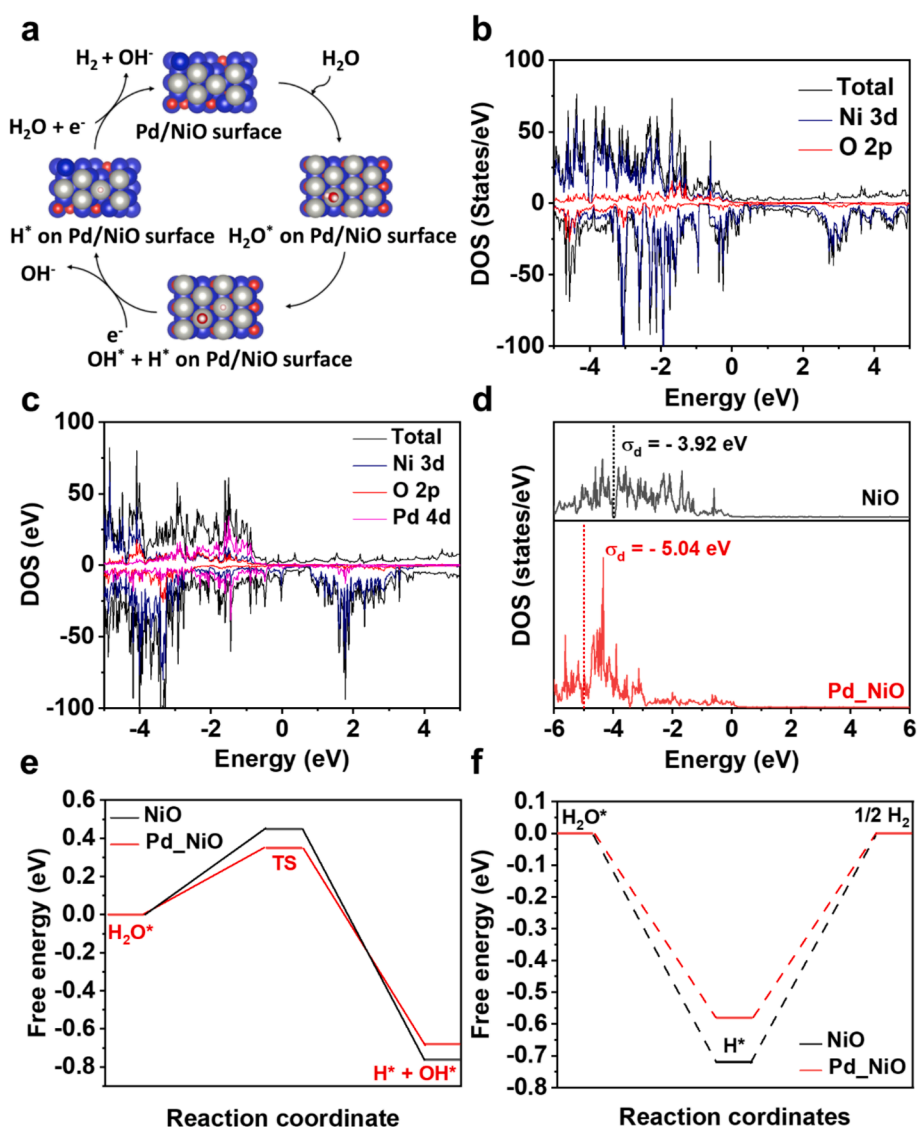 a
H2 + OH-
H2O
H2O + e-
Pd/NiO surface
H* on Pd/NiO surface
H2O* on Pd/NiO surface
OH-
e-
OH* + H* on Pd/NiO surface
b
100
50
0
-50
-100
DOS (States/eV)
Total
Ni 3d
O 2p
-4
-2
0
2
4
Energy (eV)
c
100
50
0
-50
-100
DOS (eV)
Total
Ni 3d
O 2p
Pd 4d
-4
-2
0
2
4
Energy (eV)
d
DOS (states/eV)
σd = - 3.92 eV
NiO
σd = - 5.04 eV
Pd_NiO
-6
-4
-2
0
2
4
6
Energy (eV)
e
0.6
0.4
0.2
0.0
-0.2
-0.4
-0.6
-0.8
Free energy (eV)
NiO
Pd_NiO
TS
H2O*
H* + OH*
Reaction coordinate
f
0.1
0.0
-0.1
-0.2
-0.3
-0.4
-0.5
-0.6
-0.7
-0.8
Free energy (eV)
H2O*
1/2 H2
H*
NiO
Pd_NiO
Reaction cordinates